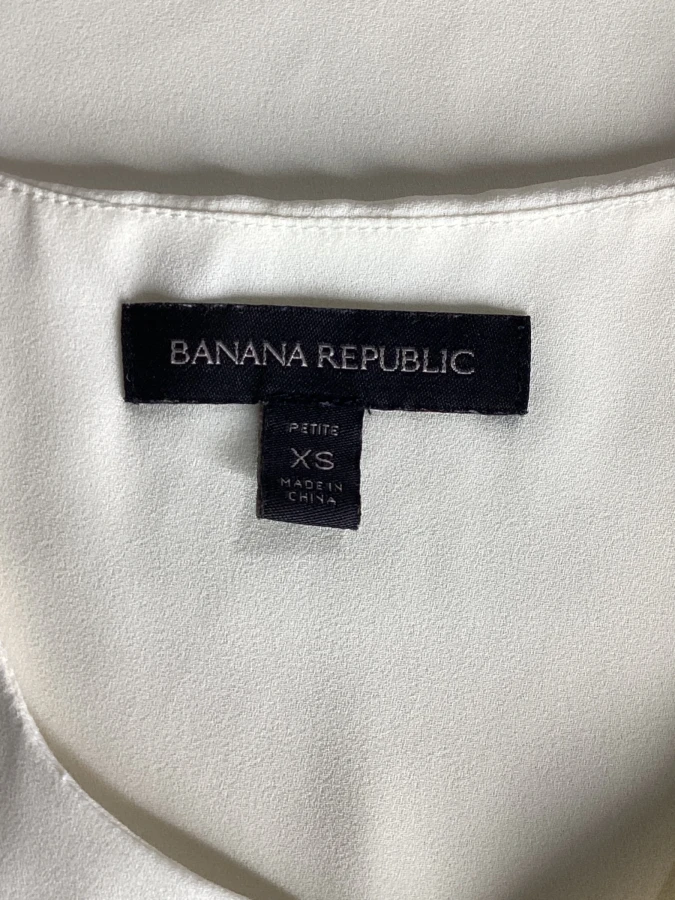 BANANA REPUBLIC
PETITE
XS
MADE IN
CHINA